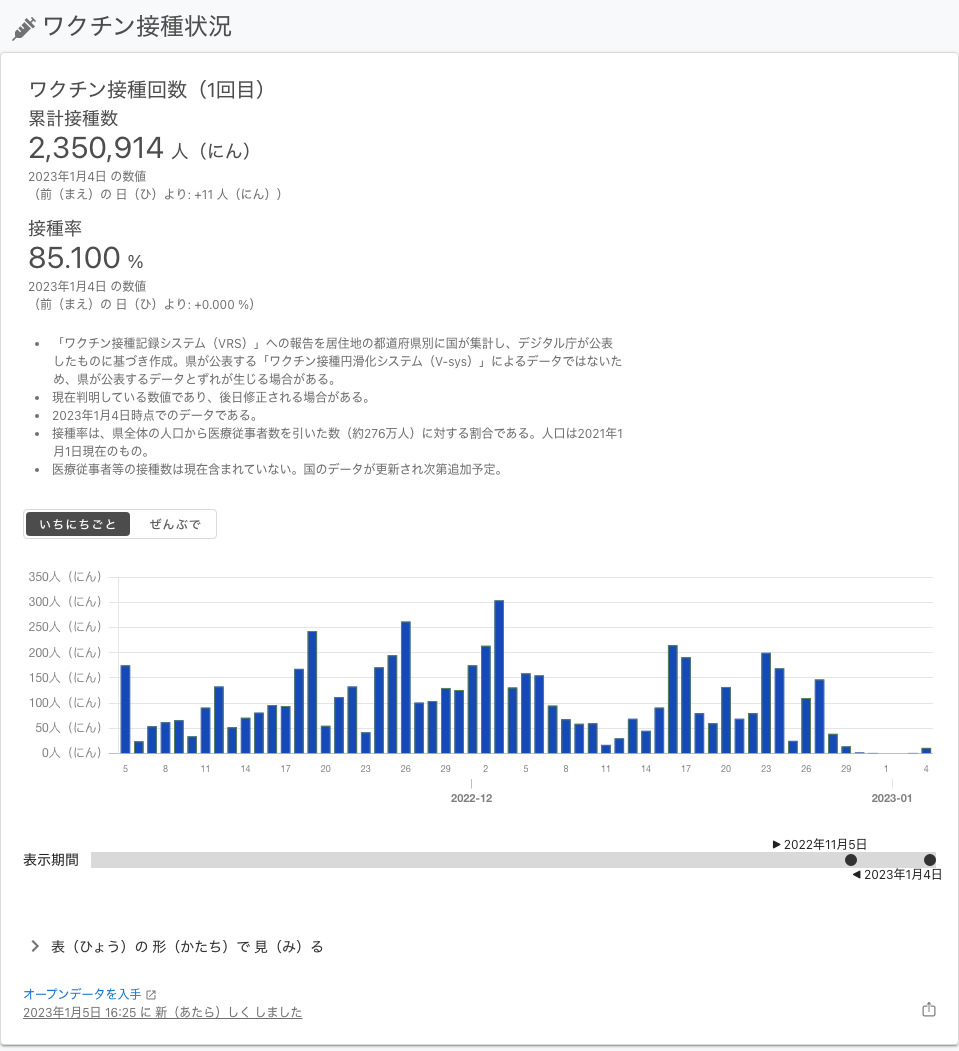 ワクチン接種状況
ワクチン接種回数（1回目）
累計接種数
2,350,914 人（にん）
2023年1月4日 の数値
（前（まえ）の 日（ひ）より: +11 人（にん））
接種率
85.100 %
2023年1月4日 の数値
（前（まえ）の 日（ひ）より: +0.000 %）
• 「ワクチン接種記録システム（VRS）」への報告を居住地の都道府県別に国が集計し、デジタル庁が公表
したものに基づき作成。県が公表する「ワクチン接種円滑化システム（V-sys）」によるデータではないた
め、県が公表するデータとずれが生じる場合がある。
• 現在判明している数値であり、後日修正される場合がある。
• 2023年1月4日時点でのデータである。
• 接種率は、県全体の人口から医療従事者数を引いた数（約276万人）に対する割合である。人口は2021年1
月1日現在のもの。
• 医療従事者等の接種数は現在含まれていない。国のデータが更新され次第追加予定。
いちにちごと ぜんぶで
350人（にん）
300人（にん）
250人（にん）
200人（にん）
150人（にん）
100人（にん）
50人（にん）
0人（にん）
5 8 11 14 17 20 23 26 29 2 5 8 11 14 17 20 23 26 29 1 4
2022-12 2023-01
▶ 2022年11月5日
表示期間
◀ 2023年1月4日
表（ひょう）の 形（かたち）で 見（み）る
オープンデータを入手
2023年1月5日 16:25 に 新（あたら）しく しました